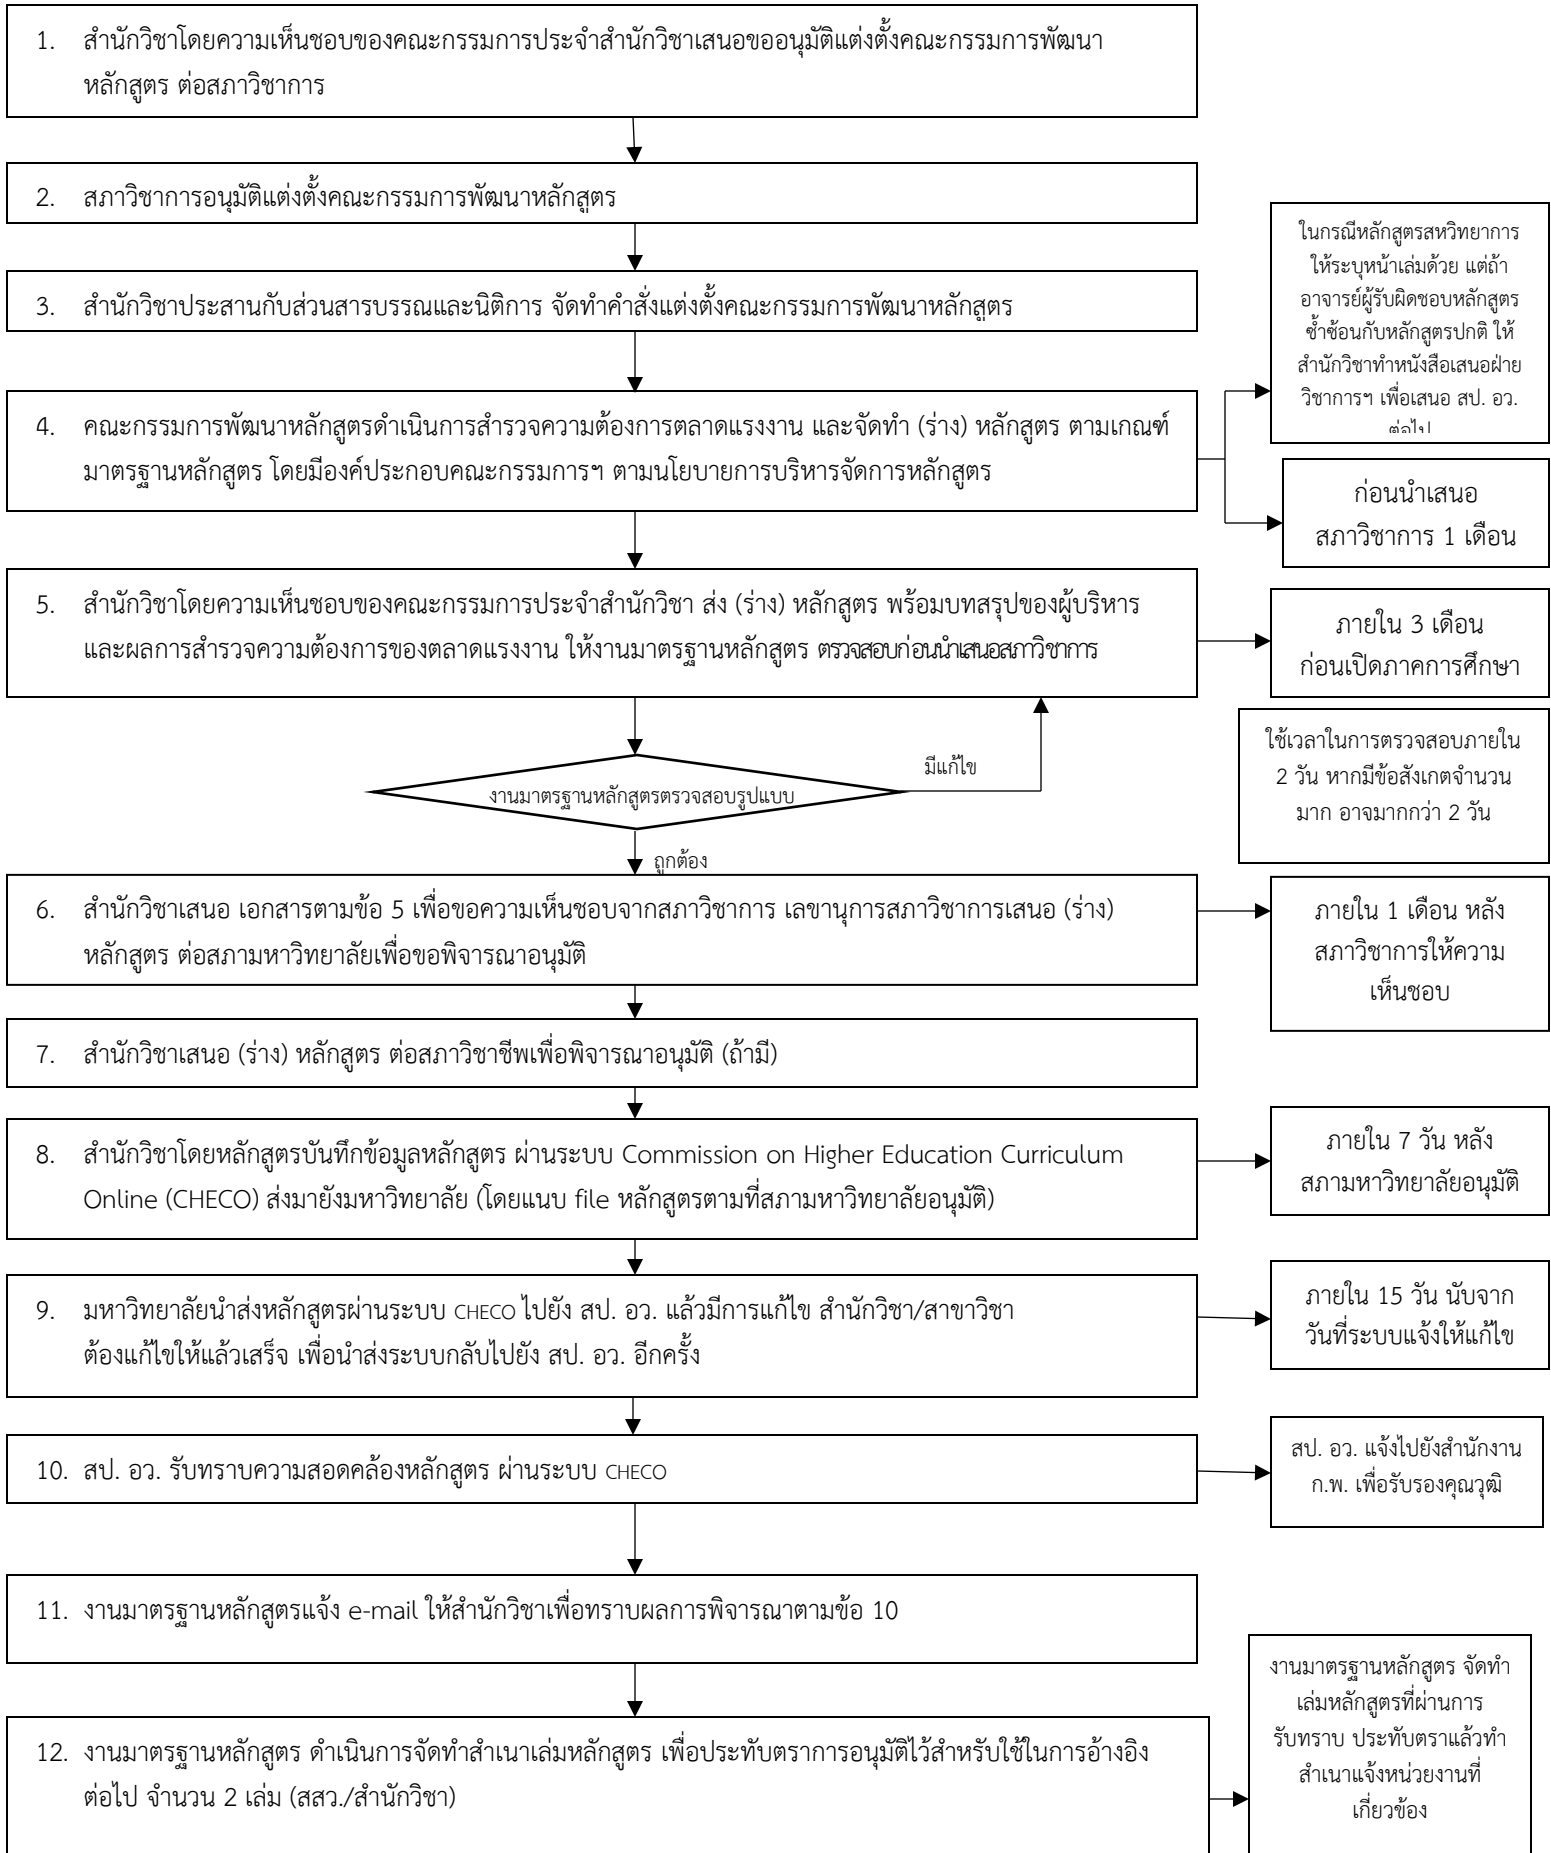 1. สำนักวิชาโดยความเห็นชอบของคณะกรรมการประจำสำนักวิชาเสนอขออนุมัติแต่งตั้งคณะกรรมการพัฒนา
หลักสูตร ต่อสภาวิชาการ
2. สภาวิชาการอนุมัติแต่งตั้งคณะกรรมการพัฒนาหลักสูตร
3. สำนักวิชาประสานกับส่วนสารบรรณและนิติการ จัดทำคำสั่งแต่งตั้งคณะกรรมการพัฒนาหลักสูตร
ในกรณีหลักสูตรสหวิทยาการ
ให้ระบุหน้าเล่มด้วย แต่ถ้า
อาจารย์ผู้รับผิดชอบหลักสูตร
ซ้ำซ้อนกับหลักสูตรปกติ ให้
สำนักวิชาทำหนังสือเสนอฝ่าย
วิชาการฯ เพื่อเสนอ สป. อว.
ต่อไป
4. คณะกรรมการพัฒนาหลักสูตรดำเนินการสำรวจความต้องการตลาดแรงงาน และจัดทำ (ร่าง) หลักสูตร ตามเกณฑ์
มาตรฐานหลักสูตร โดยมีองค์ประกอบคณะกรรมการฯ ตามนโยบายการบริหารจัดการหลักสูตร
ก่อนนำเสนอ
สภาวิชาการ 1 เดือน
5. สำนักวิชาโดยความเห็นชอบของคณะกรรมการประจำสำนักวิชา ส่ง (ร่าง) หลักสูตร พร้อมบทสรุปของผู้บริหาร
และผลการสำรวจความต้องการของตลาดแรงงาน ให้งานมาตรฐานหลักสูตร ตรวจสอบก่อนนำเสนอสภาวิชาการ
ภายใน 3 เดือน
ก่อนเปิดภาคการศึกษา
มีแก้ไข
งานมาตรฐานหลักสูตรตรวจสอบรูปแบบ
ใช้เวลาในการตรวจสอบภายใน
2 วัน หากมีข้อสังเกตจำนวน
มาก อาจมากกว่า 2 วัน
ถูกต้อง
6. สำนักวิชาเสนอ เอกสารตามข้อ 5 เพื่อขอความเห็นชอบจากสภาวิชาการ เลขานุการสภาวิชาการเสนอ (ร่าง)
หลักสูตร ต่อสภามหาวิทยาลัยเพื่อขอพิจารณาอนุมัติ
ภายใน 1 เดือน หลัง
สภาวิชาการให้ความ
เห็นชอบ
7. สำนักวิชาเสนอ (ร่าง) หลักสูตร ต่อสภาวิชาชีพเพื่อพิจารณาอนุมัติ (ถ้ามี)
8. สำนักวิชาโดยหลักสูตรบันทึกข้อมูลหลักสูตร ผ่านระบบ Commission on Higher Education Curriculum
Online (CHECO) ส่งมายังมหาวิทยาลัย (โดยแนบ file หลักสูตรตามที่สภามหาวิทยาลัยอนุมัติ)
ภายใน 7 วัน หลัง
สภามหาวิทยาลัยอนุมัติ
9. มหาวิทยาลัยนำส่งหลักสูตรผ่านระบบ CHECO ไปยัง สป. อว. แล้วมีการแก้ไข สำนักวิชา/สาขาวิชา
ต้องแก้ไขให้แล้วเสร็จ เพื่อนำส่งระบบกลับไปยัง สป. อว. อีกครั้ง
ภายใน 15 วัน นับจาก
วันที่ระบบแจ้งให้แก้ไข
10. สป. อว. รับทราบความสอดคล้องหลักสูตร ผ่านระบบ CHECO
สป. อว. แจ้งไปยังสำนักงาน
ก.พ. เพื่อรับรองคุณวุฒิ
11. งานมาตรฐานหลักสูตรแจ้ง e-mail ให้สำนักวิชาเพื่อทราบผลการพิจารณาตามข้อ 10
12. งานมาตรฐานหลักสูตร ดำเนินการจัดทำสำเนาเล่มหลักสูตร เพื่อประทับตราการอนุมัติไว้สำหรับใช้ในการอ้างอิง
ต่อไป จำนวน 2 เล่ม (สสว./สำนักวิชา)
งานมาตรฐานหลักสูตร จัดทำ
เล่มหลักสูตรที่ผ่านการ
รับทราบ ประทับตราแล้วทำ
สำเนาแจ้งหน่วยงานที่
เกี่ยวข้อง